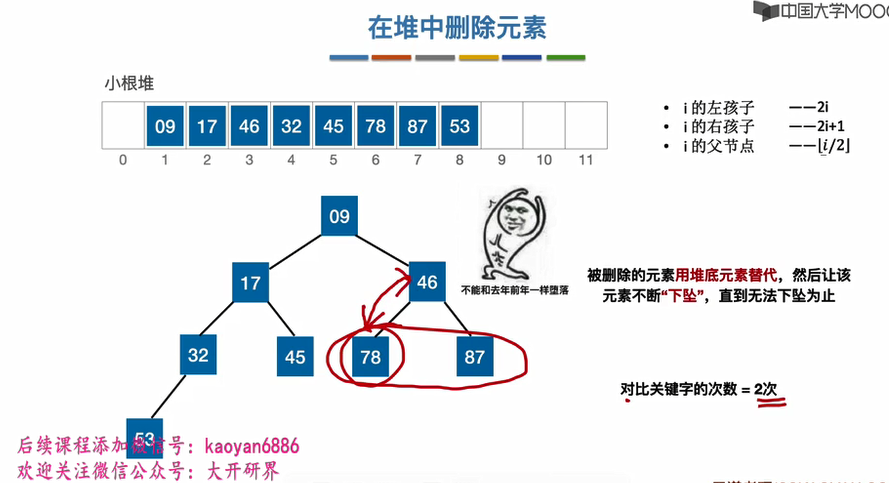 中国大学MOO
在堆中删除元素
小根堆
09 17 46 32 45 78 87 53
0 1 2 3 4 5 6 7 8 9 10 11
• i 的左孩子 ——2i
• i 的右孩子 ——2i+1
• i 的父节点 ——⌊i/2⌋
09
17 46
32 45 78 87
53
不能和去年前年一样堕落
被删除的元素用堆底元素替代，然后让该
元素不断“下坠”，直到无法下坠为止
对比关键字的次数 = 2次
后续课程添加微信号：kaoyan6886
欢迎关注微信公众号：大开研界